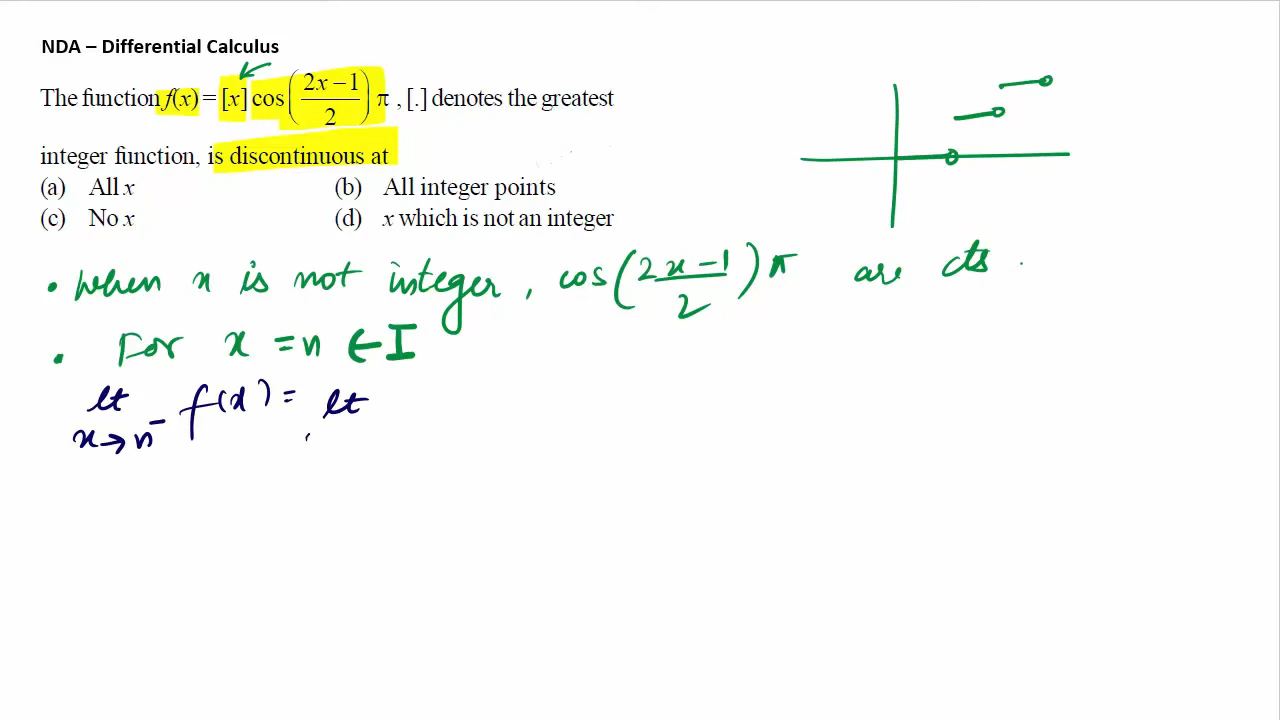 NDA – Differential Calculus
The function f(x) = [x] cos((2x − 1)/2) π , [.] denotes the greatest
integer function, is discontinuous at
(a) All x (b) All integer points
(c) No x (d) x which is not an integer
• When x is not integer, cos((2x − 1)/2) π are cts .
• For x = n ∈ I
lt x→n⁻ f(x) = lt